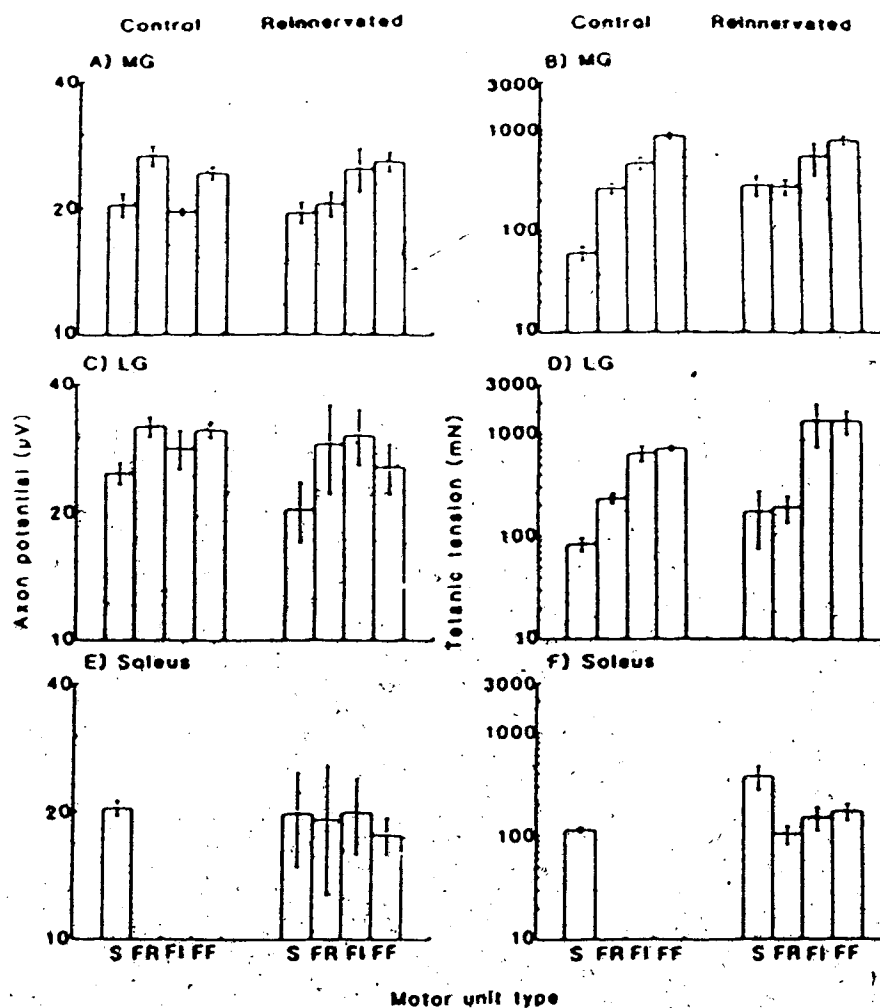 Control Reinnervated Control Reinnervated
A) MG
B) MG
40
20
10
3000
1000
100
10
C) LG
D) LG
40
20
10
3000
1000
100
10
Axon potential (µV)
Tetanic tension (mN)
E) Soleus
F) Soleus
40
20
10
3000
1000
100
10
S FR FI FF S FR FI FF S FR FI FF S FR FI FF
Motor unit type